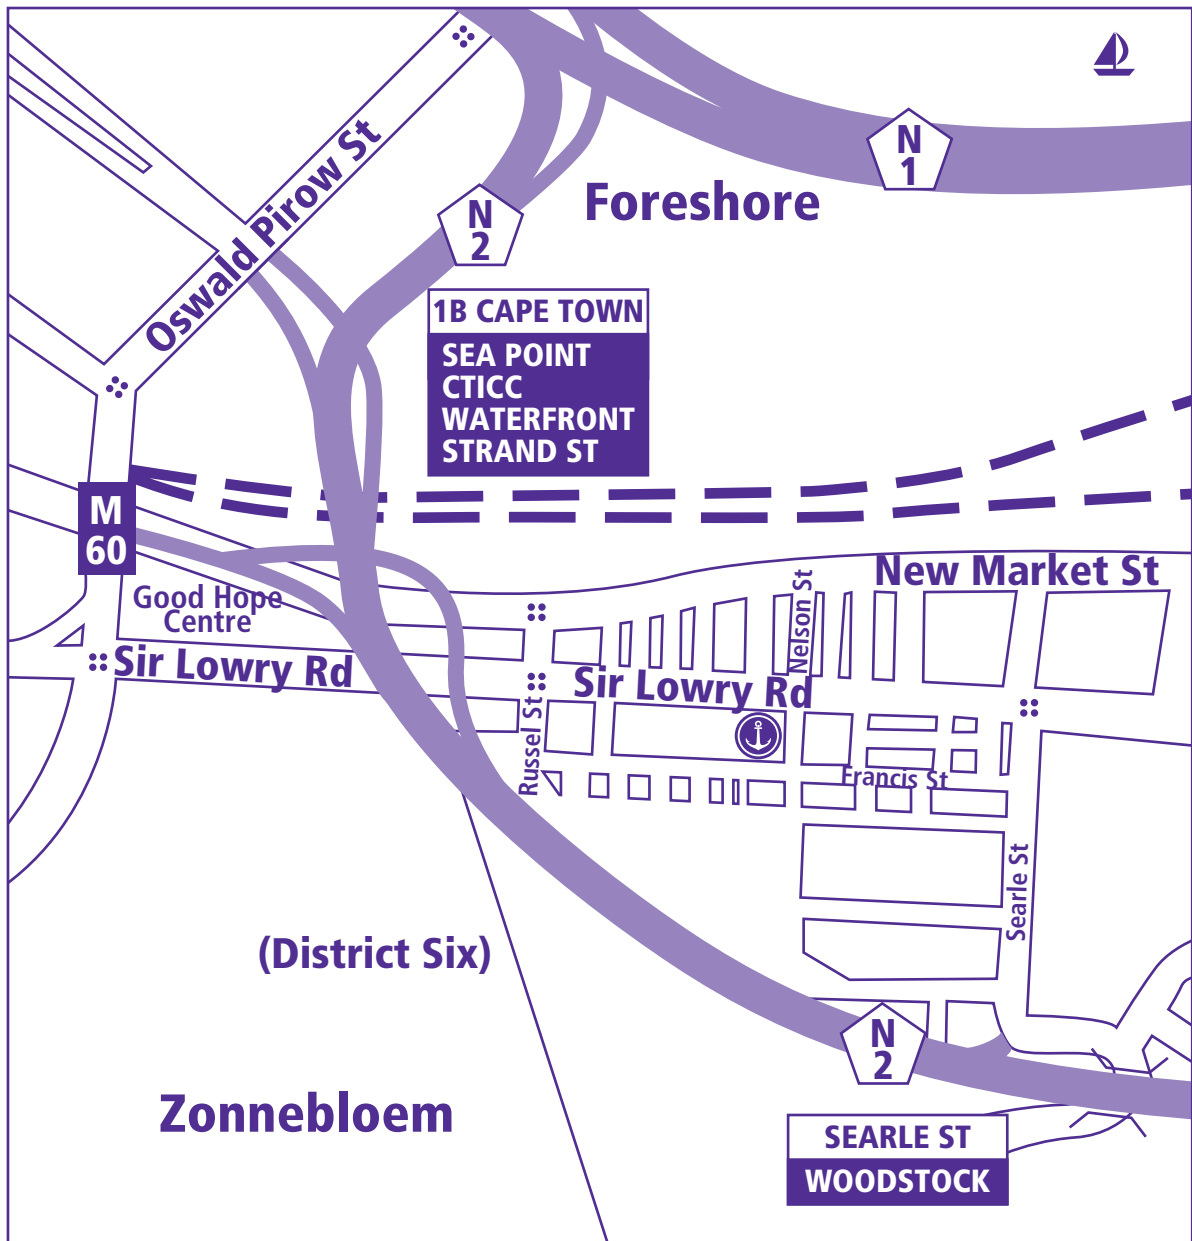 N
1
Oswald Pirow St
Foreshore
N
2
1B CAPE TOWN
SEA POINT
CTICC
WATERFRONT
STRAND ST
M
60
New Market St
Nelson St
Good Hope
Centre
Sir Lowry Rd
Sir Lowry Rd
Russel St
Francis St
Searle St
(District Six)
N
2
Zonnebloem
SEARLE ST
WOODSTOCK